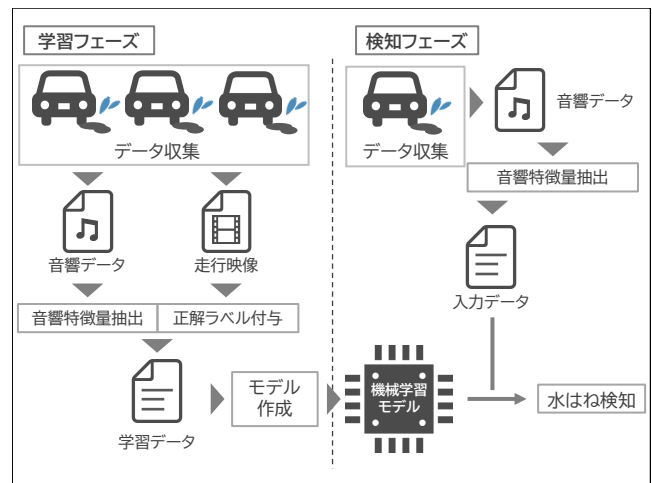 学習フェーズ
データ収集
音響データ
走行映像
音響特徴量抽出
正解ラベル付与
学習データ
モデル
作成
検知フェーズ
データ収集
音響データ
音響特徴量抽出
入力データ
機械学習
モデル
水はね検知